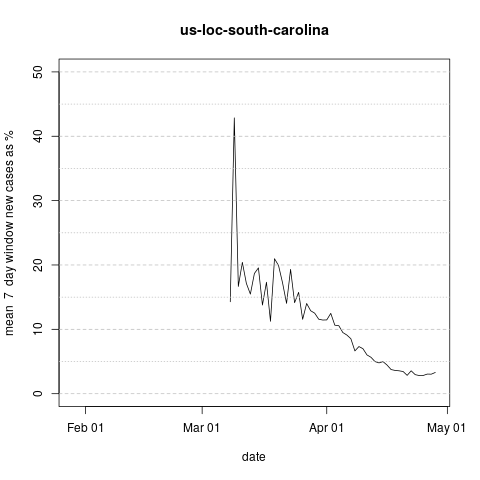 us-loc-south-carolina
mean  7  day window new cases as %
50
40
30
20
10
0
Feb 01
Mar 01
Apr 01
May 01
date